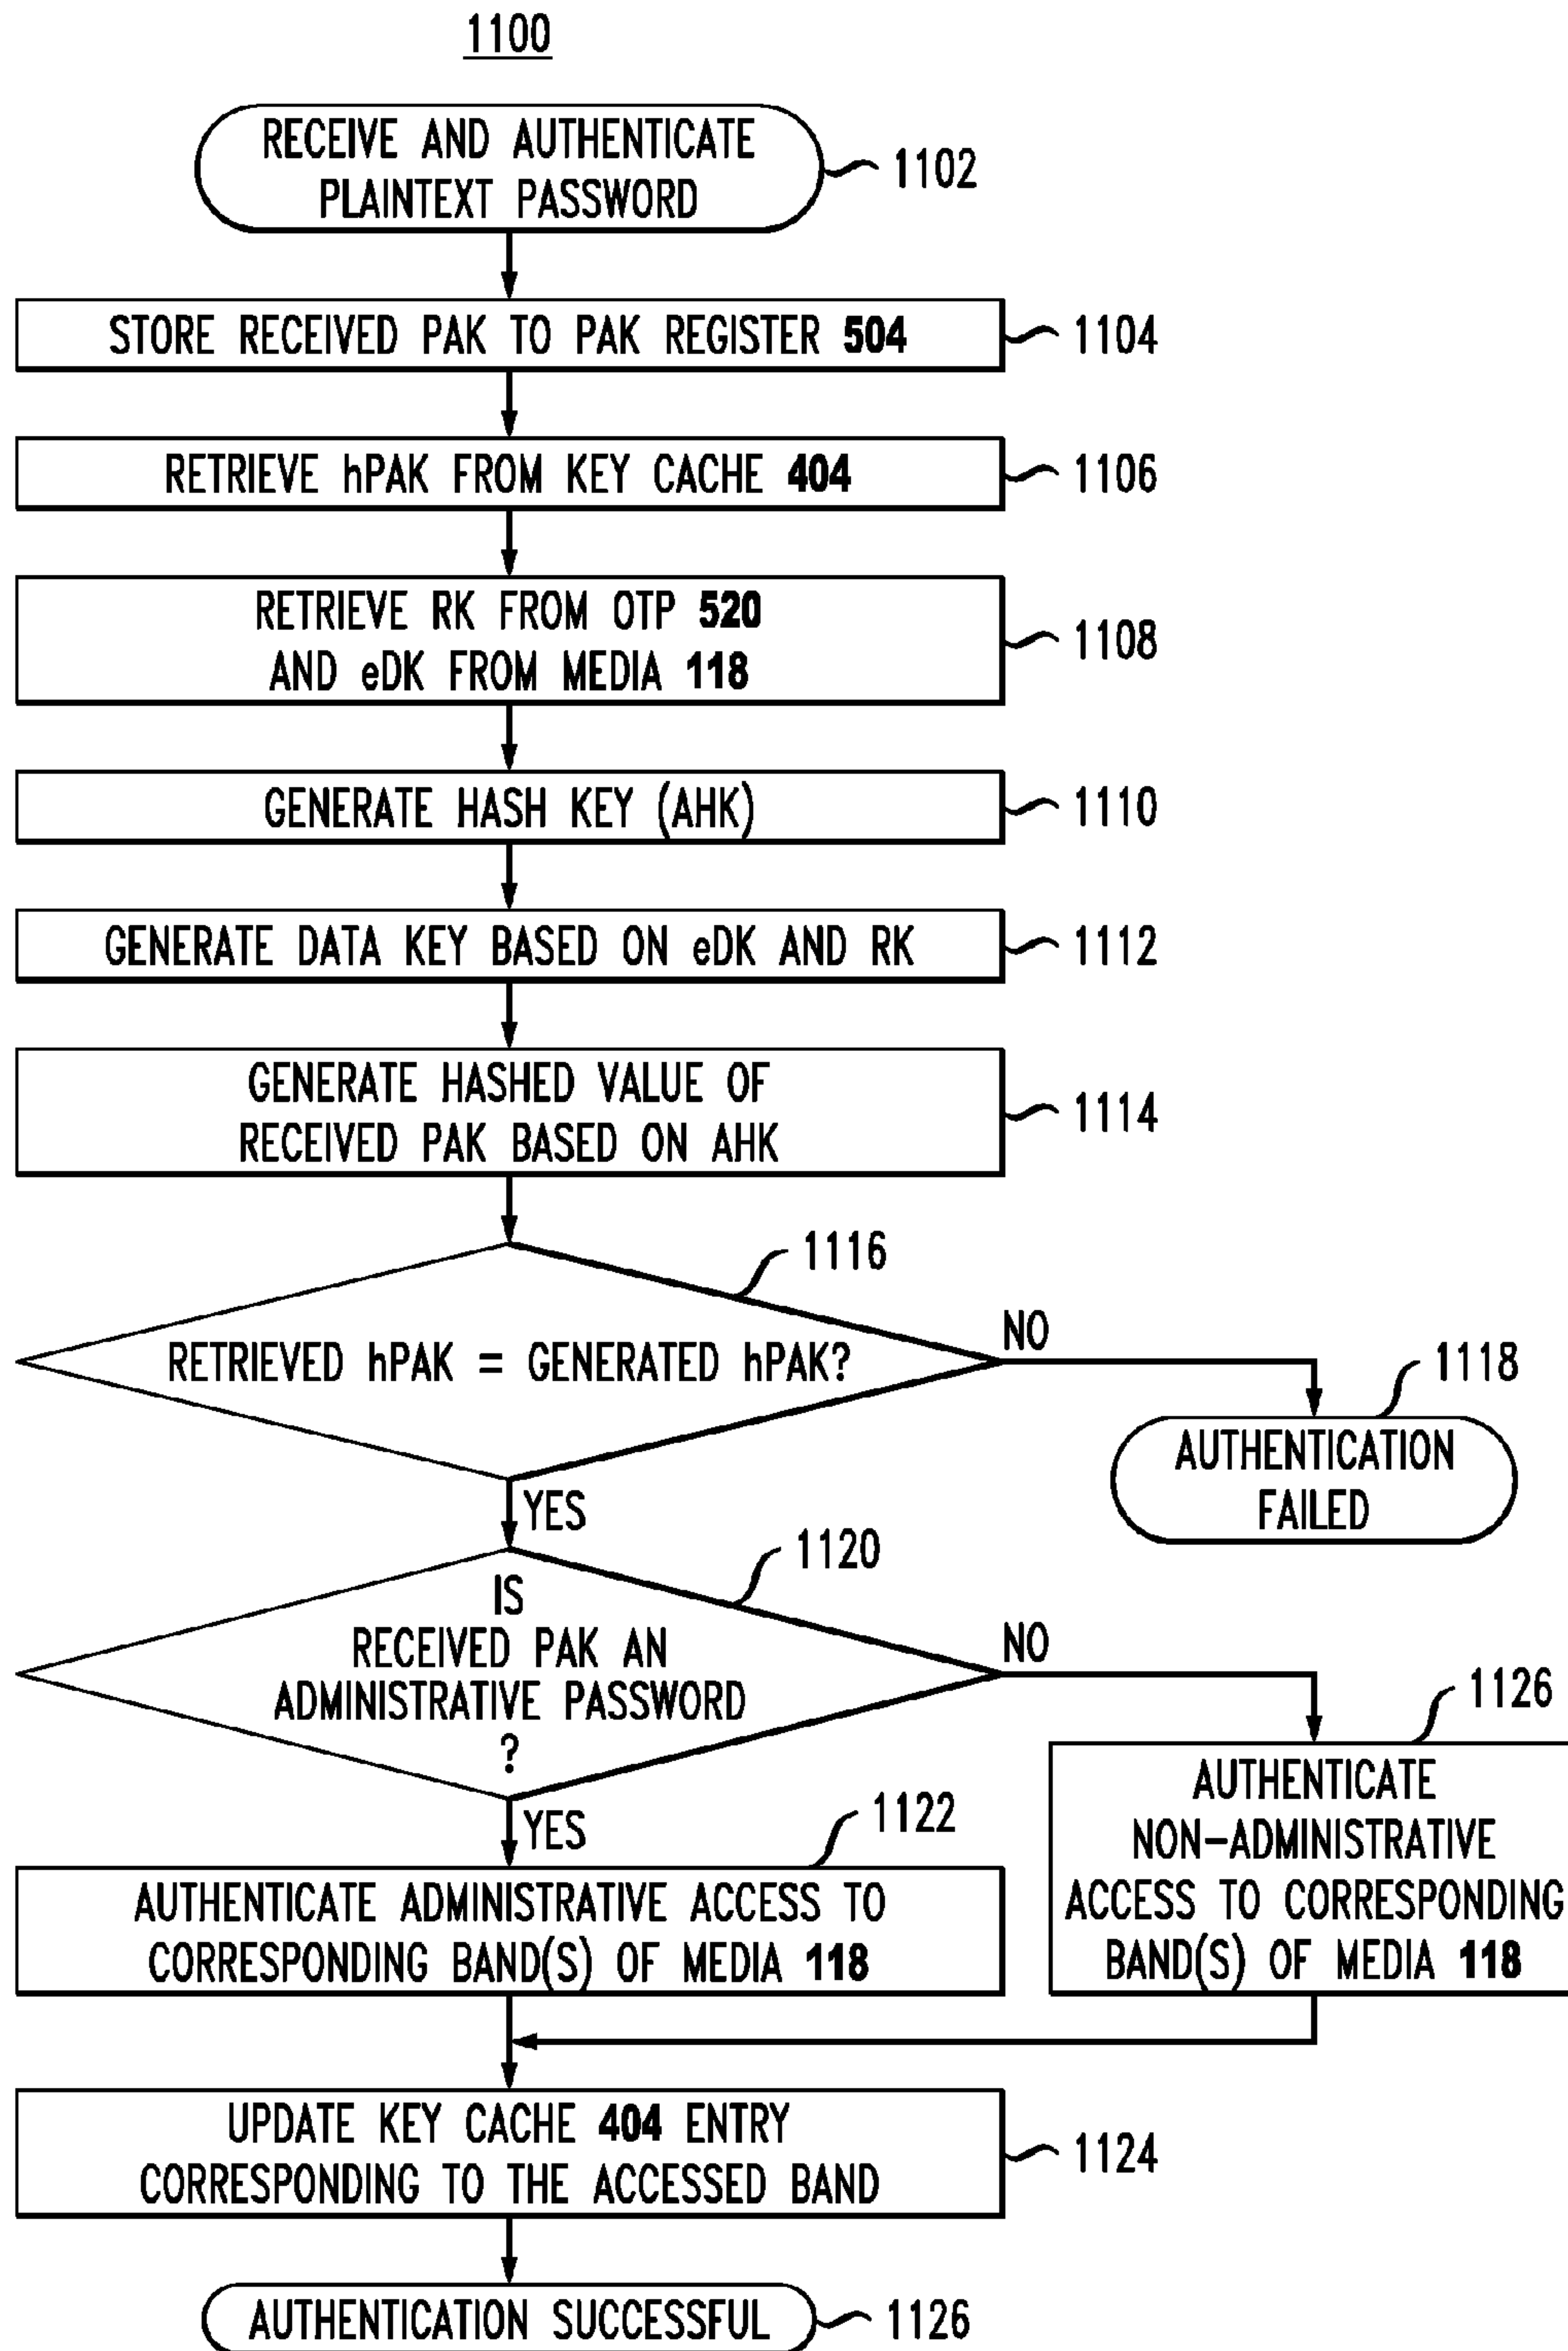 1100
RECEIVE AND AUTHENTICATE
PLAINTEXT PASSWORD
1102
STORE RECEIVED PAK TO PAK REGISTER 504
1104
RETRIEVE hPAK FROM KEY CACHE 404
1106
RETRIEVE RK FROM OTP 520
AND eDK FROM MEDIA 118
1108
GENERATE HASH KEY (AHK)
1110
GENERATE DATA KEY BASED ON eDK AND RK
1112
GENERATE HASHED VALUE OF
RECEIVED PAK BASED ON AHK
1114
1116
RETRIEVED hPAK = GENERATED hPAK?
NO
1118
AUTHENTICATION
FAILED
YES
1120
IS
RECEIVED PAK AN
ADMINISTRATIVE PASSWORD
?
NO
1126
AUTHENTICATE
NON-ADMINISTRATIVE
ACCESS TO CORRESPONDING
BAND(S) OF MEDIA 118
YES
1122
AUTHENTICATE ADMINISTRATIVE ACCESS TO
CORRESPONDING BAND(S) OF MEDIA 118
UPDATE KEY CACHE 404 ENTRY
CORRESPONDING TO THE ACCESSED BAND
1124
AUTHENTICATION SUCCESSFUL
1126